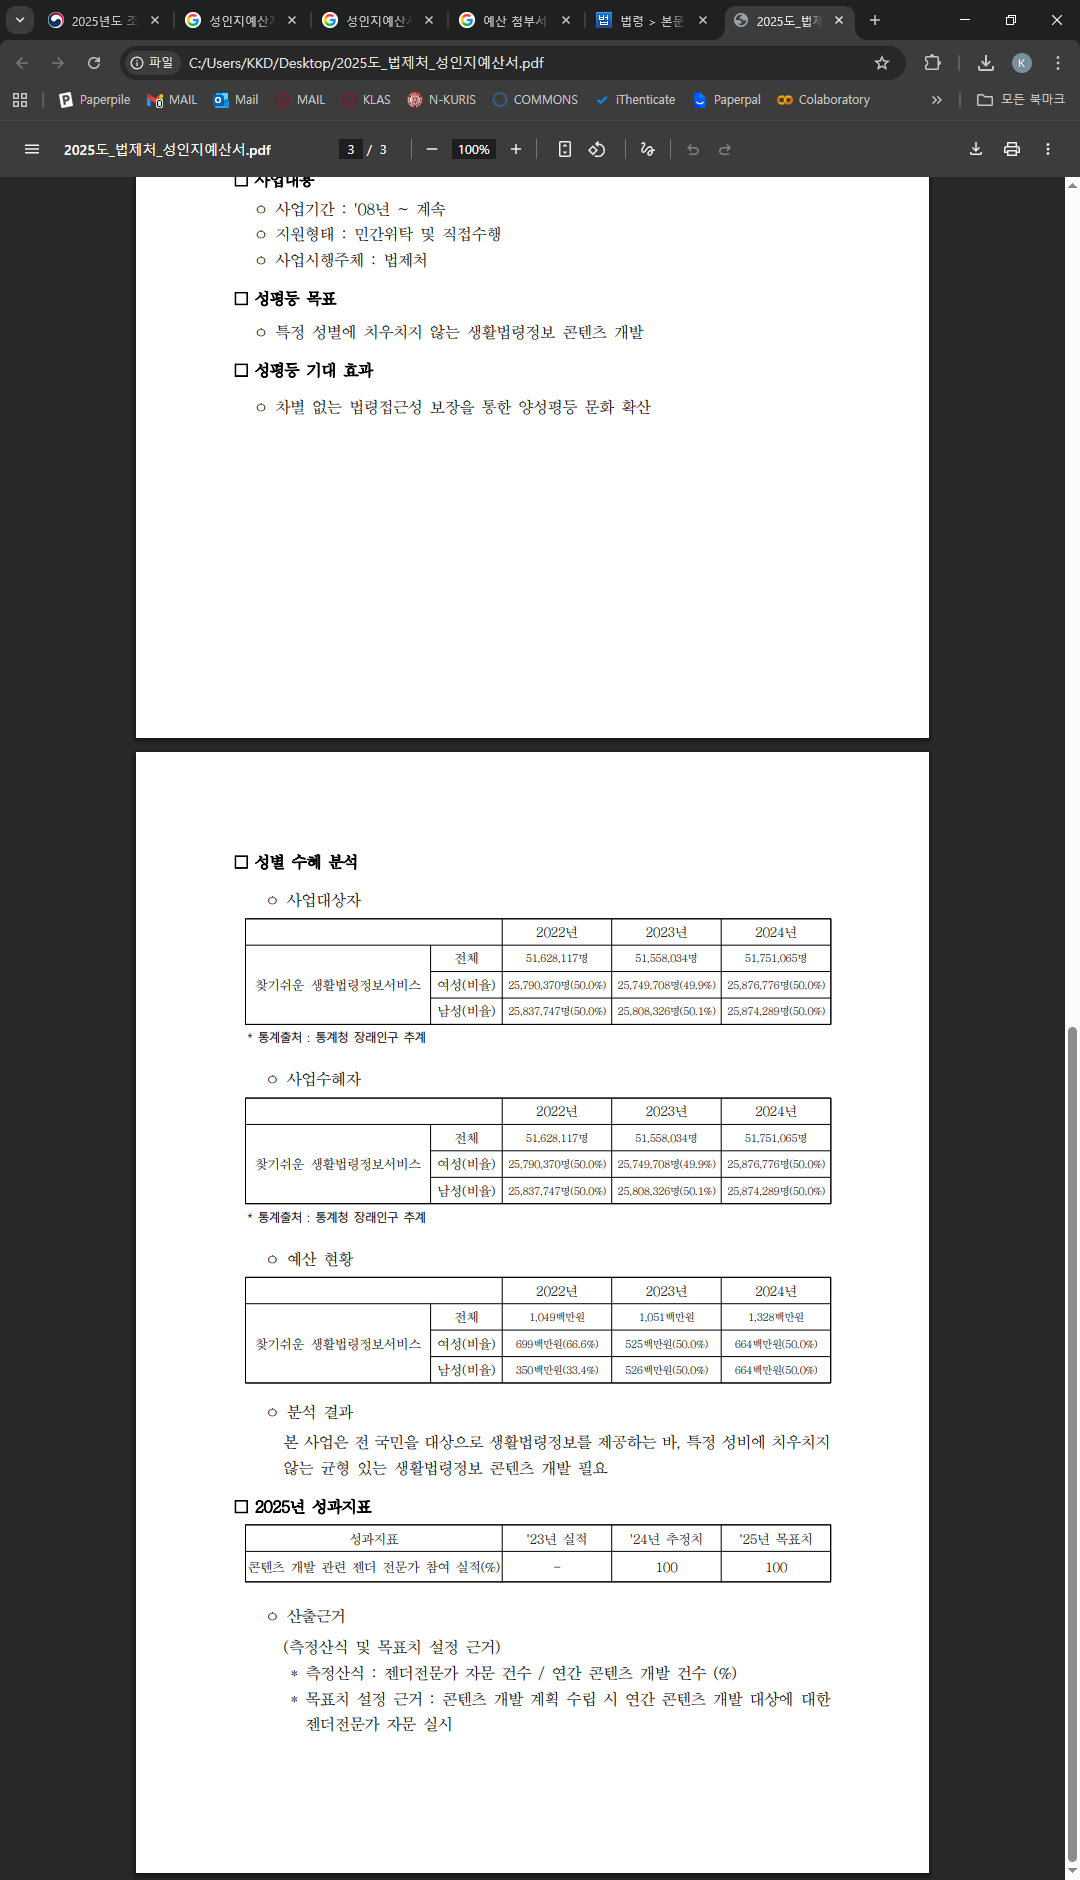 2025년도 조
성인지예산
성인지예산
예산 첨부서
법령 > 본문
2025도_법제
파일
C:/Users/KKD/Desktop/2025도_법제처_성인지예산서.pdf
K
Paperpile
MAIL
Mail
MAIL
KLAS
N-KURIS
COMMONS
iThenticate
Paperpal
Colaboratory
»
모든 북마크
2025도_법제처_성인지예산서.pdf
3 / 3
100%
□ 사업내용
ㅇ 사업기간 : '08년 ~ 계속
ㅇ 지원형태 : 민간위탁 및 직접수행
ㅇ 사업시행주체 : 법제처
□ 성평등 목표
ㅇ 특정 성별에 치우치지 않는 생활법령정보 콘텐츠 개발
□ 성평등 기대 효과
ㅇ 차별 없는 법령접근성 보장을 통한 양성평등 문화 확산
□ 성별 수혜 분석
ㅇ 사업대상자
2022년 2023년 2024년
찾기쉬운 생활법령정보서비스
전체 51,628,117명 51,558,034명 51,751,065명
여성(비율) 25,790,370명(50.0%) 25,749,708명(49.9%) 25,876,776명(50.0%)
남성(비율) 25,837,747명(50.0%) 25,808,326명(50.1%) 25,874,289명(50.0%)
* 통계출처 : 통계청 장래인구 추계
ㅇ 사업수혜자
2022년 2023년 2024년
찾기쉬운 생활법령정보서비스
전체 51,628,117명 51,558,034명 51,751,065명
여성(비율) 25,790,370명(50.0%) 25,749,708명(49.9%) 25,876,776명(50.0%)
남성(비율) 25,837,747명(50.0%) 25,808,326명(50.1%) 25,874,289명(50.0%)
* 통계출처 : 통계청 장래인구 추계
ㅇ 예산 현황
2022년 2023년 2024년
찾기쉬운 생활법령정보서비스
전체 1,049백만원 1,051백만원 1,328백만원
여성(비율) 699백만원(66.6%) 525백만원(50.0%) 664백만원(50.0%)
남성(비율) 350백만원(33.4%) 526백만원(50.0%) 664백만원(50.0%)
ㅇ 분석 결과
본 사업은 전 국민을 대상으로 생활법령정보를 제공하는 바, 특정 성비에 치우치지
않는 균형 있는 생활법령정보 콘텐츠 개발 필요
□ 2025년 성과지표
성과지표 '23년 실적 '24년 추정치 '25년 목표치
콘텐츠 개발 관련 젠더 전문가 참여 실적(%) - 100 100
ㅇ 산출근거
(측정산식 및 목표치 설정 근거)
* 측정산식 : 젠더전문가 자문 건수 / 연간 콘텐츠 개발 건수 (%)
* 목표치 설정 근거 : 콘텐츠 개발 계획 수립 시 연간 콘텐츠 개발 대상에 대한
젠더전문가 자문 실시